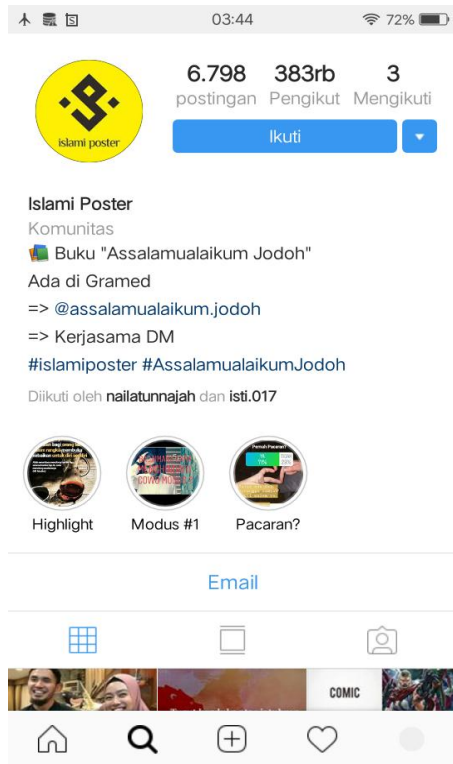 03:44
72%
islami poster
6.798 383rb 3
postingan Pengikut Mengikuti
Ikuti
Islami Poster
Komunitas
Buku "Assalamualaikum Jodoh"
Ada di Gramed
=> @assalamualaikum.jodoh
=> Kerjasama DM
#islamiposter #AssalamualaikumJodoh
Diikuti oleh nailatunnajah dan isti.017
Pernah Pacaran?
Highlight Modus #1 Pacaran?
Email
COMIC